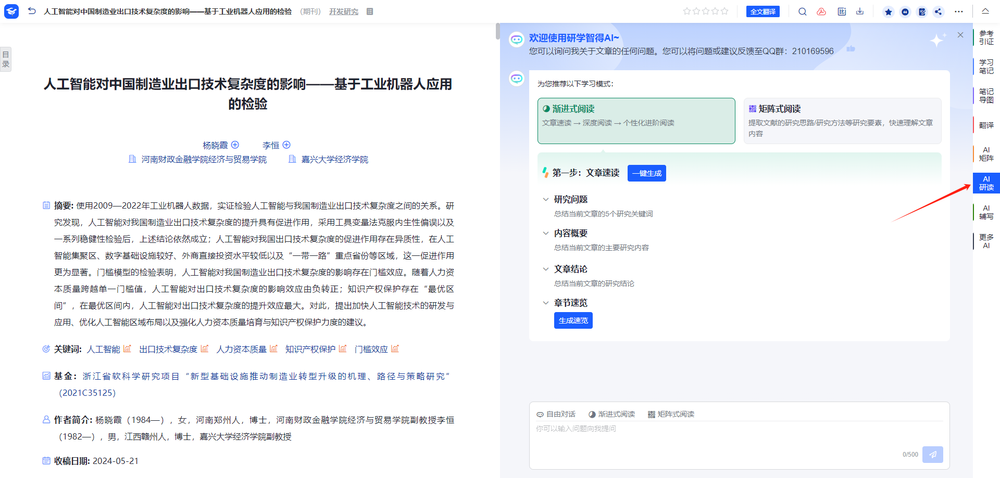 人工智能对中国制造业出口技术复杂度的影响——基于工业机器人应用的检验 （期刊） 开发研究
全文翻译
目录
人工智能对中国制造业出口技术复杂度的影响——基于工业机器人应用
的检验
杨晓霞 李恒
河南财政金融学院经济与贸易学院 嘉兴大学经济学院
摘要: 使用2009—2022年工业机器人数据，实证检验人工智能与我国制造业出口技术复杂度之间的关系。研
究发现，人工智能对我国制造业出口技术复杂度的提升具有促进作用，采用工具变量法克服内生性偏误以及
一系列稳健性检验后，上述结论依然成立；人工智能对我国出口技术复杂度的促进作用存在异质性，在人工
智能集聚区、数字基础设施较好、外商直接投资水平较低以及“一带一路”重点省份等区域，这一促进作用
更为显著。门槛模型的检验表明，人工智能对我国制造业出口技术复杂度的影响存在门槛效应。随着人力资
本质量跨越单一门槛值，人工智能对出口技术复杂度的影响效应由负转正；知识产权保护存在“最优区
间”，在最优区间内，人工智能对出口技术复杂度的提升效应最大。对此，提出加快人工智能技术的研发与
应用、优化人工智能区域布局以及强化人力资本质量培育与知识产权保护力度的建议。
关键词: 人工智能 出口技术复杂度 人力资本质量 知识产权保护 门槛效应
基金： 浙江省软科学研究项目“新型基础设施推动制造业转型升级的机理、路径与策略研究”
（2021C35125）
作者简介: 杨晓霞（1984—），女，河南郑州人，博士，河南财政金融学院经济与贸易学院副教授李恒
（1982—），男，江西赣州人，博士，嘉兴大学经济学院副教授
收稿日期: 2024-05-21
欢迎使用研学智得AI~
您可以询问我关于文章的任何问题。您可以将问题或建议反馈至QQ群：210169596
为您推荐以下学习模式：
渐进式阅读
文章速读 → 深度阅读 → 个性化进阶阅读
矩阵式阅读
提取文献的研究思路/研究方法等研究要素，快速理解文章
内容
第一步：文章速读 一键生成
研究问题
总结当前文章的5个研究关键词
内容概要
总结当前文章的主要研究内容
文章结论
总结当前文章的研究结论
章节速览
生成速览
自由对话 渐进式阅读 矩阵式阅读
你可以输入问题向我提问
0/500
参考
引证
学习
笔记
笔记
导图
翻译
AI
矩阵
AI
研读
AI
辅写
更多
AI